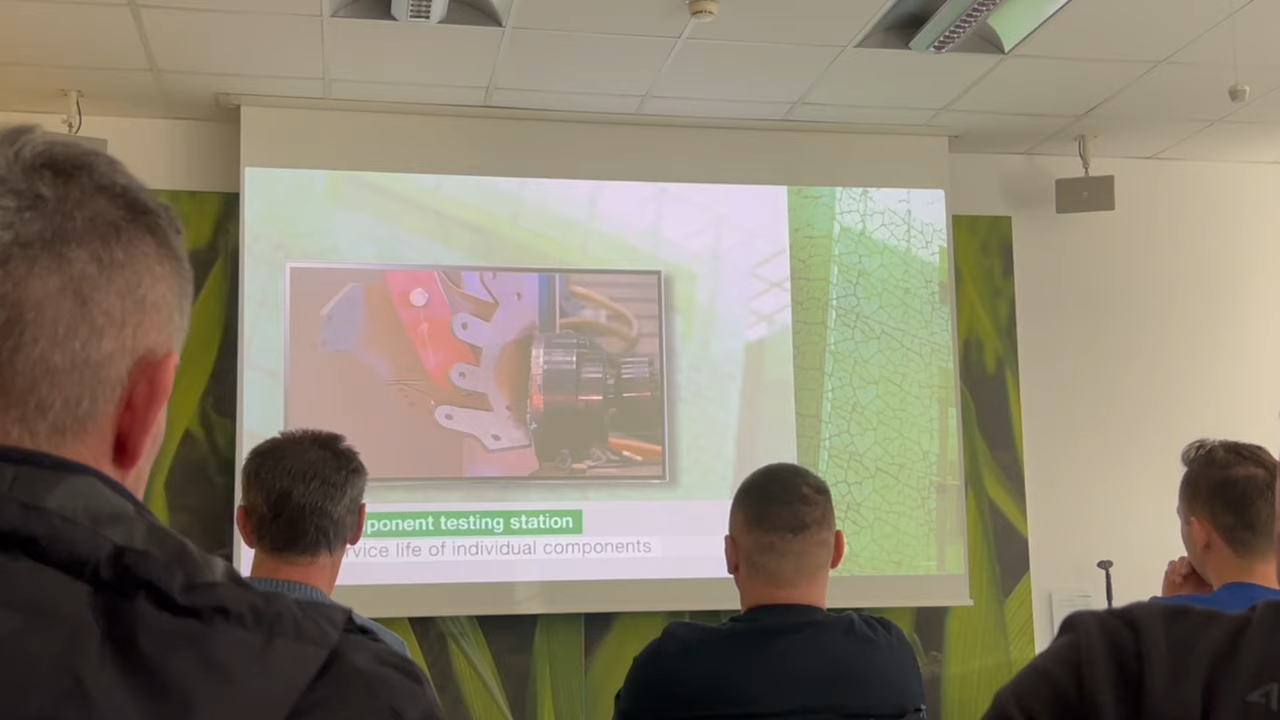 ponent testing station
rvice life of individual components